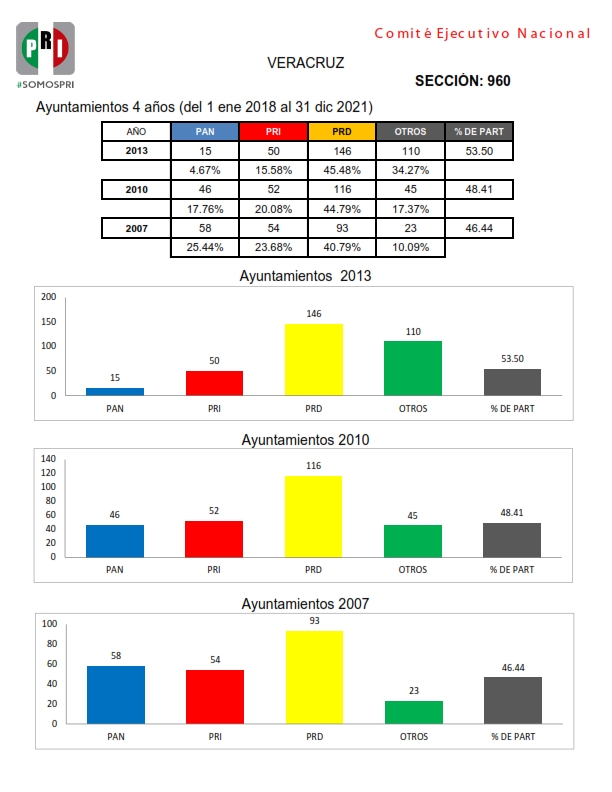 Comité Ejecutivo Nacional
PRI
#SOMOSPRI
VERACRUZ
SECCIÓN: 960
Ayuntamientos 4 años (del 1 ene 2018 al 31 dic 2021)
AÑO PAN PRI PRD OTROS % DE PART
2013 15 50 146 110 53.50
4.67% 15.58% 45.48% 34.27%
2010 46 52 116 45 48.41
17.76% 20.08% 44.79% 17.37%
2007 58 54 93 23 46.44
25.44% 23.68% 40.79% 10.09%
Ayuntamientos 2013
200
150
100
50
0
15 50 146 110 53.50
PAN PRI PRD OTROS % DE PART
Ayuntamientos 2010
140
120
100
80
60
40
20
0
46 52 116 45 48.41
PAN PRI PRD OTROS % DE PART
Ayuntamientos 2007
100
80
60
40
20
0
58 54 93 23 46.44
PAN PRI PRD OTROS % DE PART